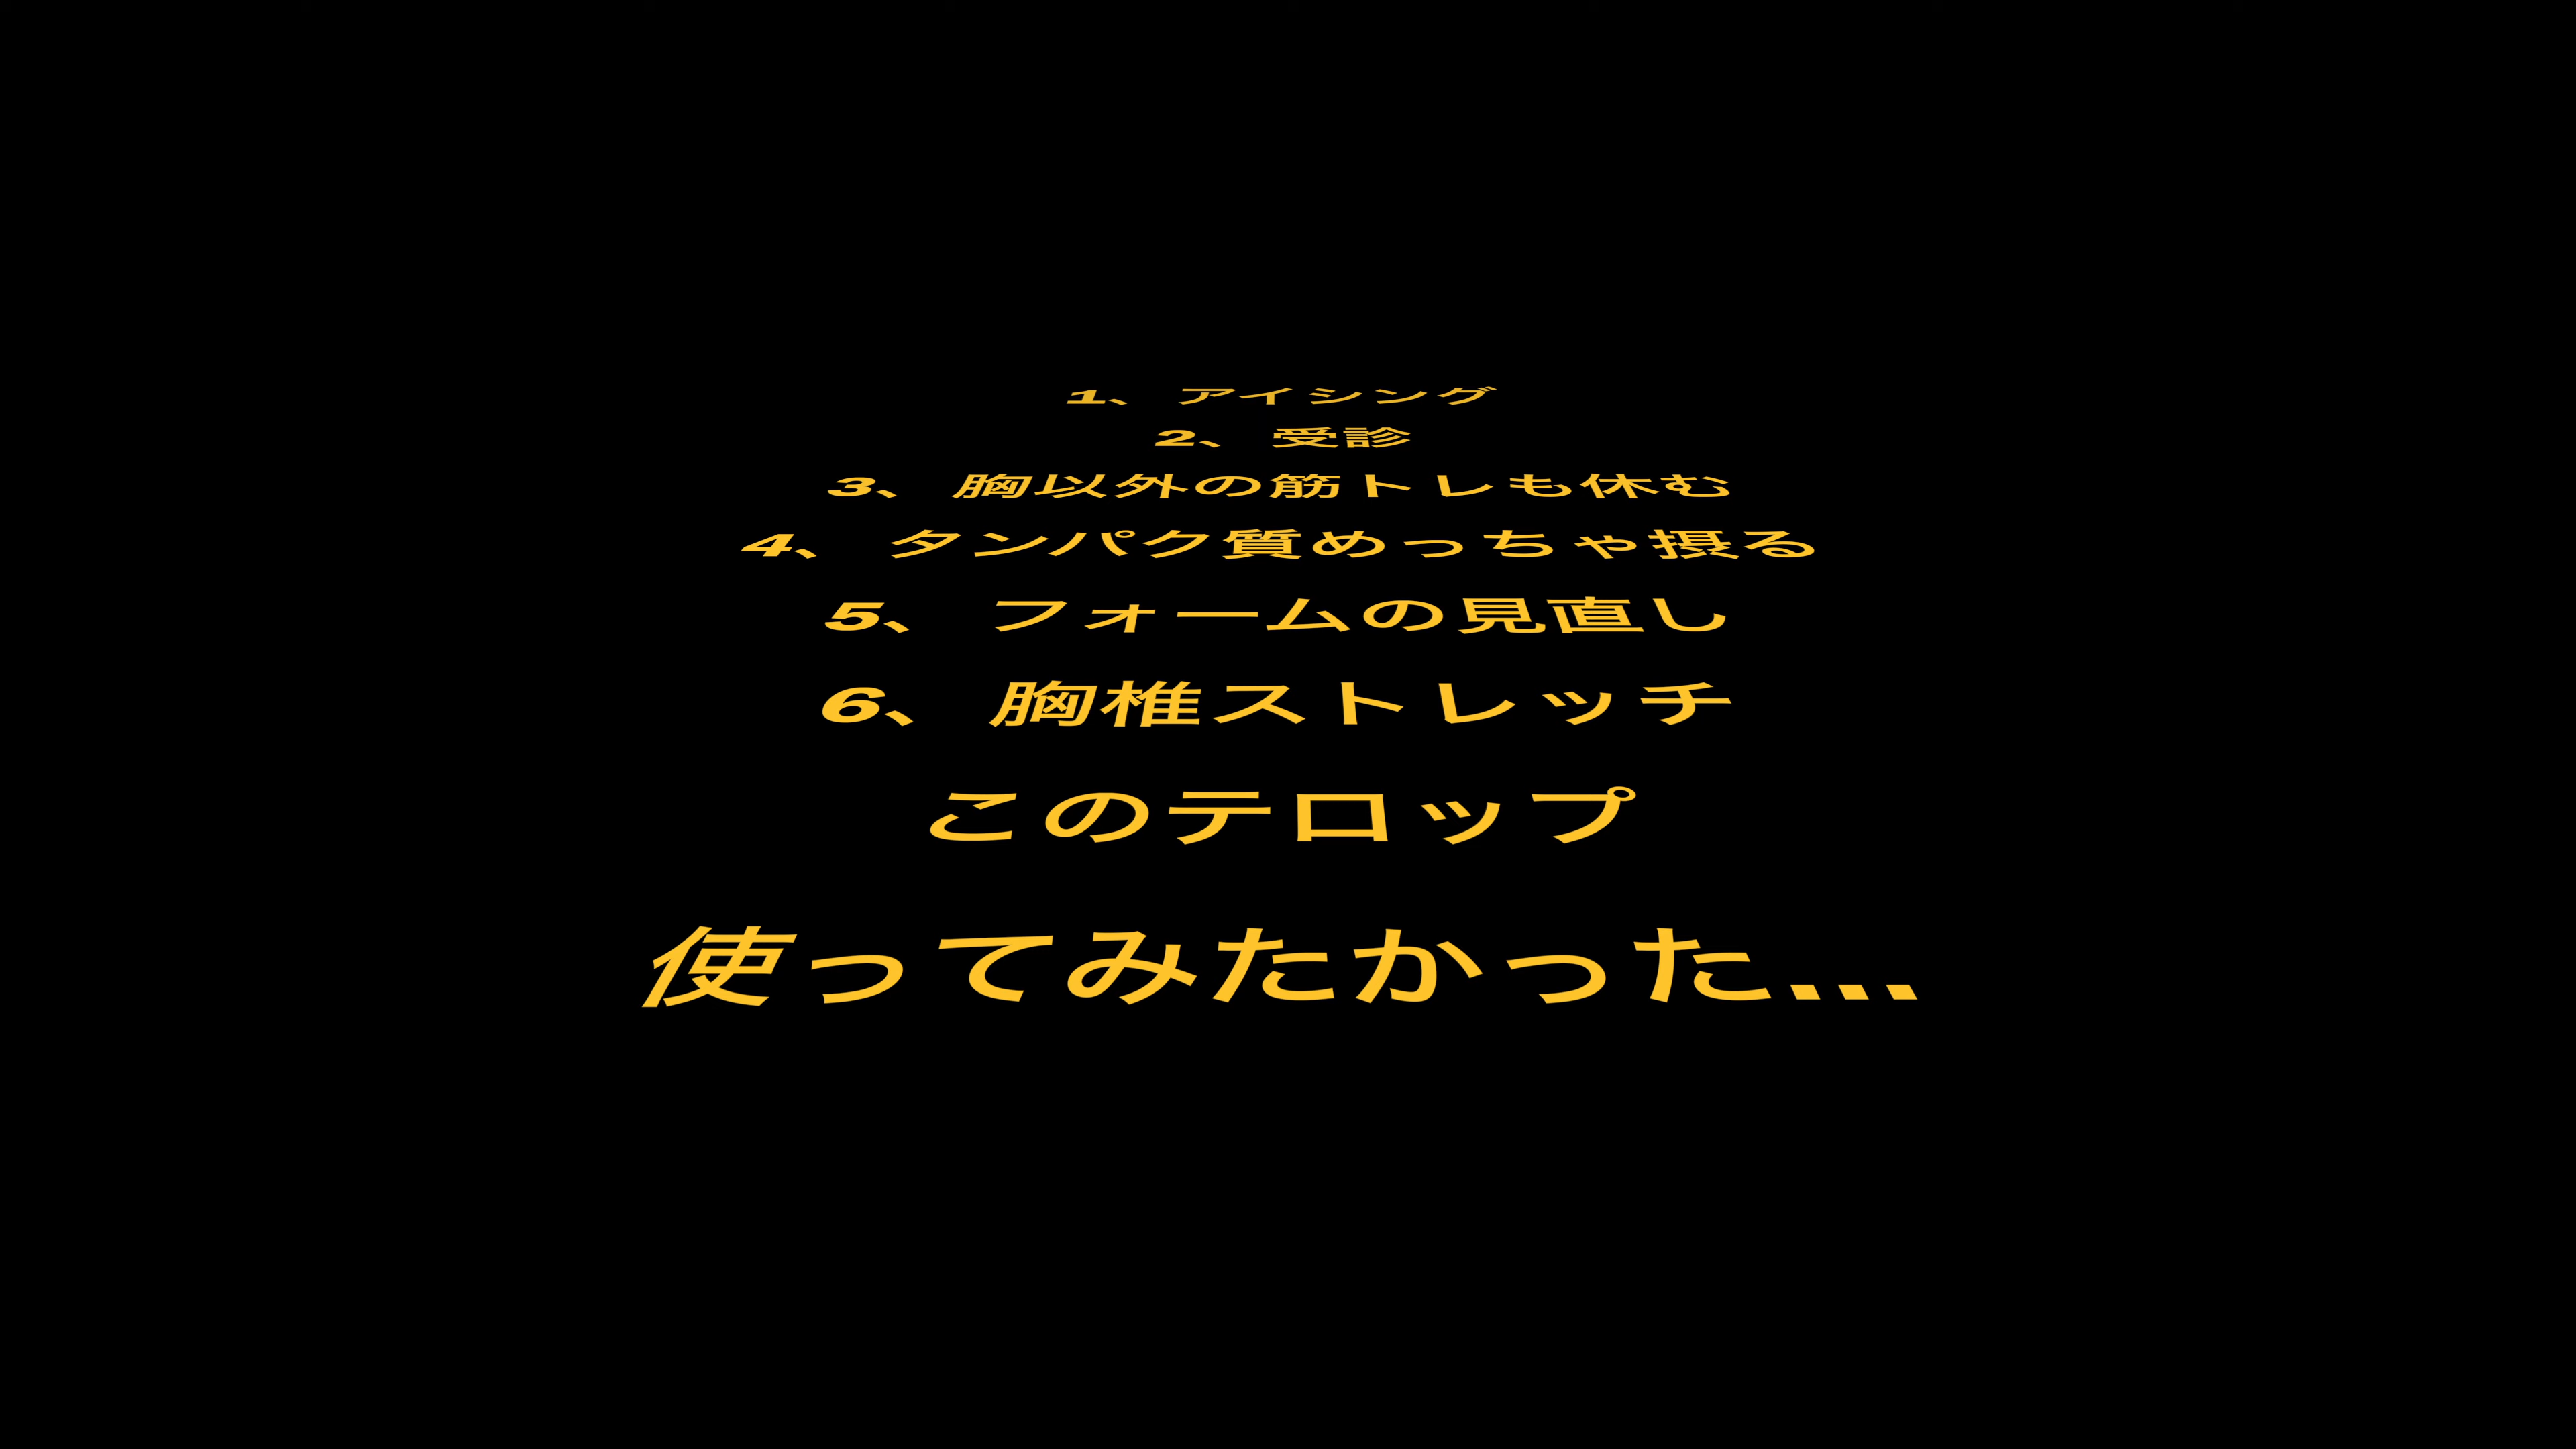 1、 アイシング
2、 受診
3、 胸以外の筋トレも休む
4、 タンパク質めっちゃ摂る
5、 フォームの見直し
6、 胸椎ストレッチ
このテロップ
使ってみたかった...